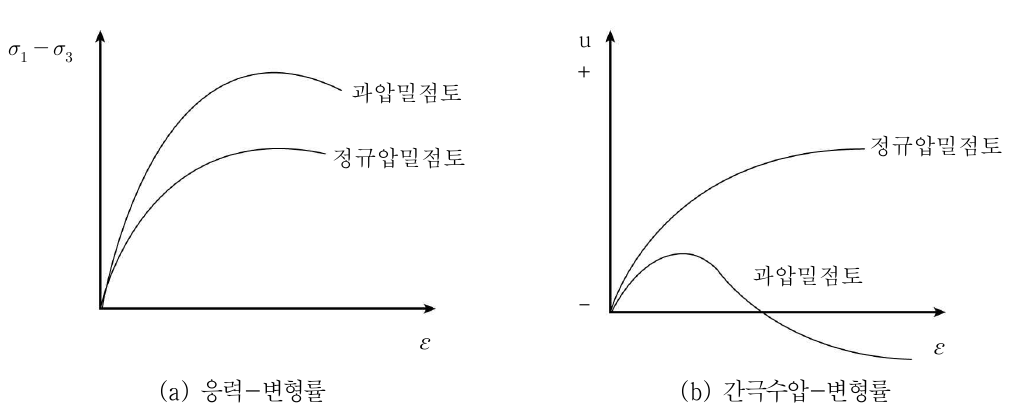 σ₁-σ₃
과압밀점토
정규압밀점토
ε
(a) 응력-변형률
u
+
정규압밀점토
과압밀점토
-
ε
(b) 간극수압-변형률